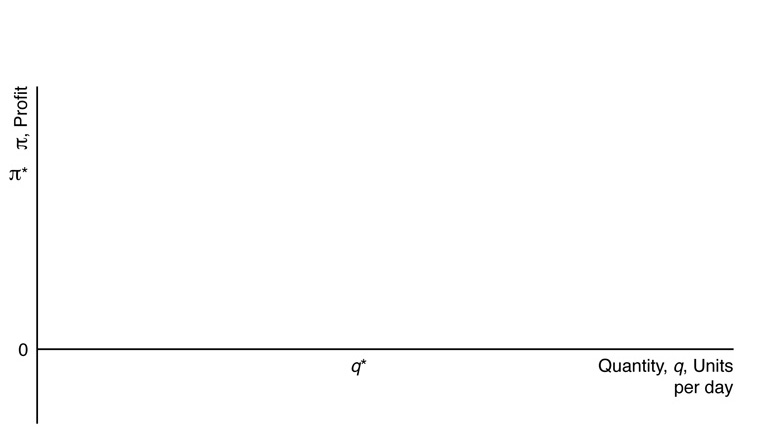 π, Profit
π*
0
q*
Quantity, q, Units
per day